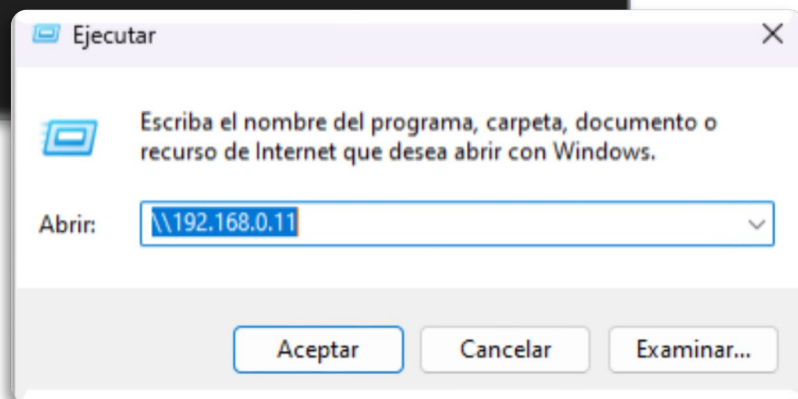 Ejecutar
Escriba el nombre del programa, carpeta, documento o
recurso de Internet que desea abrir con Windows.
Abrir: \\192.168.0.11
Aceptar Cancelar Examinar...